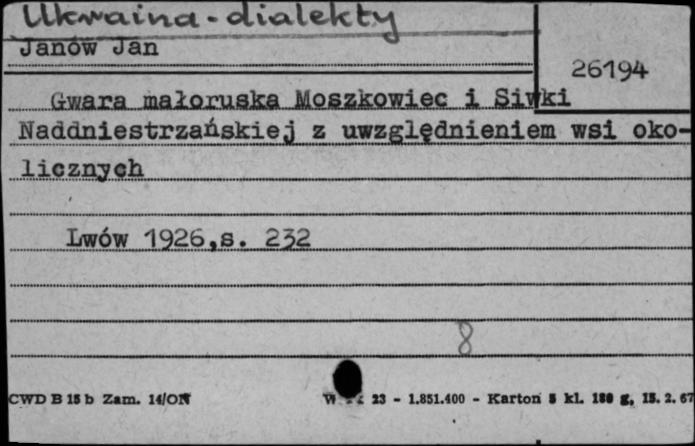 Ukraina - dialekty
Janów Jan
26194
Gwara małoruska Moszkowiec i Siwki
Naddniestrzańskiej z uwzględnieniem wsi oko-
licznych
Lwów 1926,s. 232
8
CWD B 15 b Zam. 14/ON 23 - 1.851.400 - Karton 5 kl. 180 g, 15. 2. 67